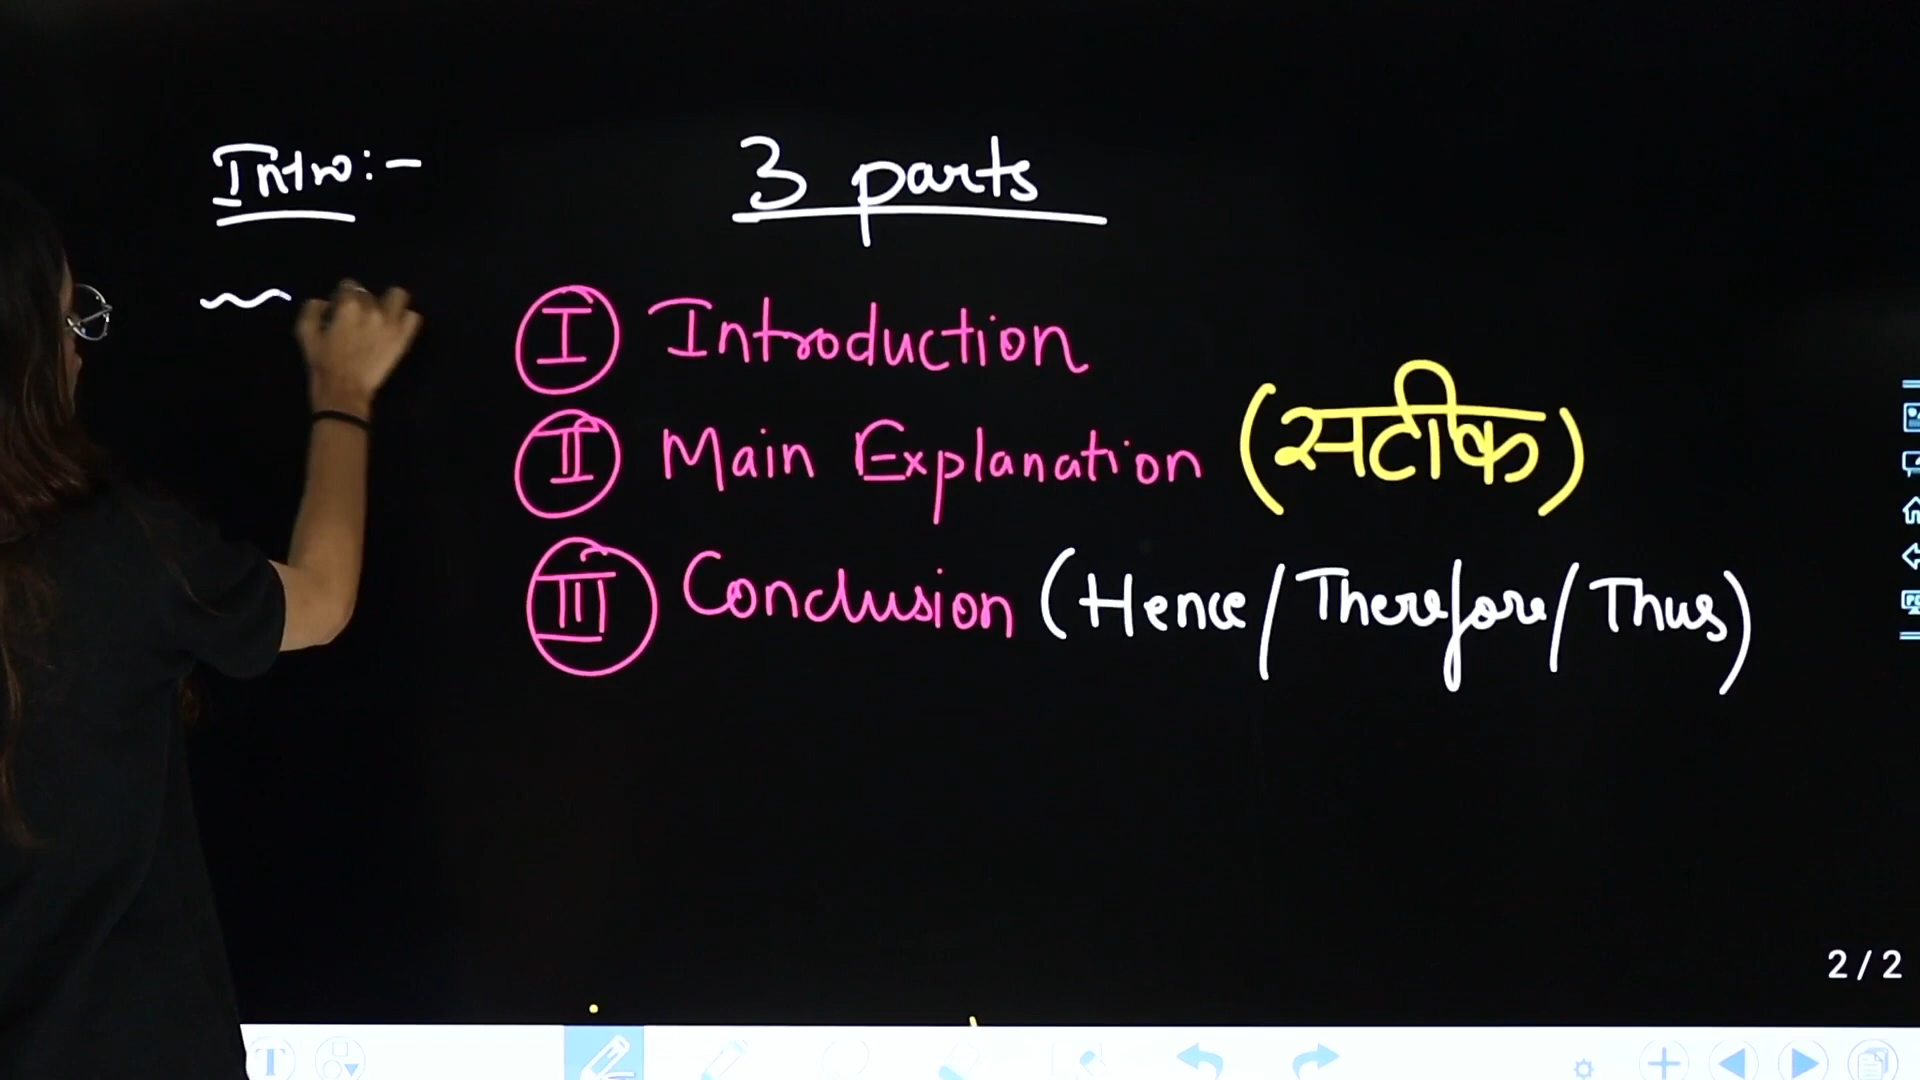 Intro:-
3 parts
I Introduction
II Main Explanation (सटीक)
III Conclusion (Hence/Therefore/Thus)
2/2
T